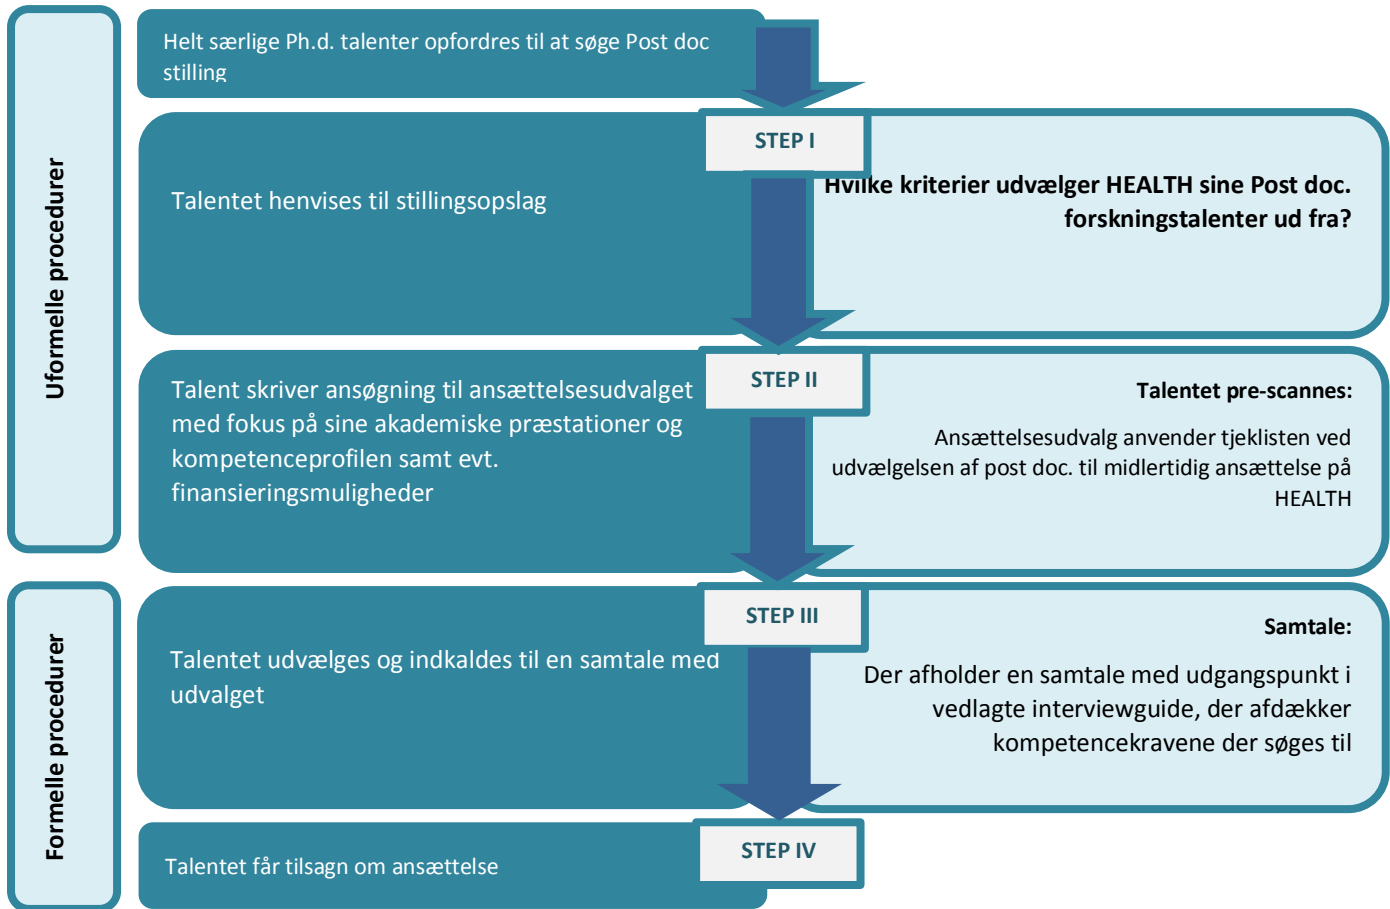 Uformelle procedurer
Helt særlige Ph.d. talenter opfordres til at søge Post doc
stilling
STEP I
Talentet henvises til stillingsopslag
Hvilke kriterier udvælger HEALTH sine Post doc.
forskningstalenter ud fra?
STEP II
Talent skriver ansøgning til ansættelsesudvalget
med fokus på sine akademiske præstationer og
kompetenceprofilen samt evt.
finansieringsmuligheder
Talentet pre-scannes:
Ansættelsesudvalg anvender tjeklisten ved
udvælgelsen af post doc. til midlertidig ansættelse på
HEALTH
Formelle procedurer
STEP III
Talentet udvælges og indkaldes til en samtale med
udvalget
Samtale:
Der afholder en samtale med udgangspunkt i
vedlagte interviewguide, der afdækker
kompetencekravene der søges til
STEP IV
Talentet får tilsagn om ansættelse